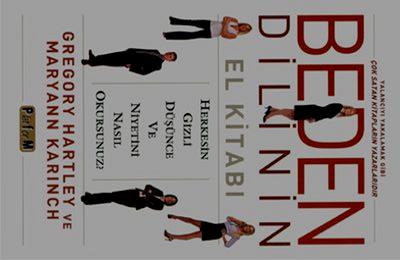 YALANCIYI YAKALAMAK GİBİ
ÇOK SATAN KİTAPLARIN YAZARLARIDIR
BEDEN
DİLİNİN
EL KİTABI
HERKESİN
GİZLİ
DÜŞÜNCE
VE
NİYETİNİ
NASIL
OKURSUNUZ?
GREGORY HARTLEY VE
MARYANN KARINCH
PlatforM